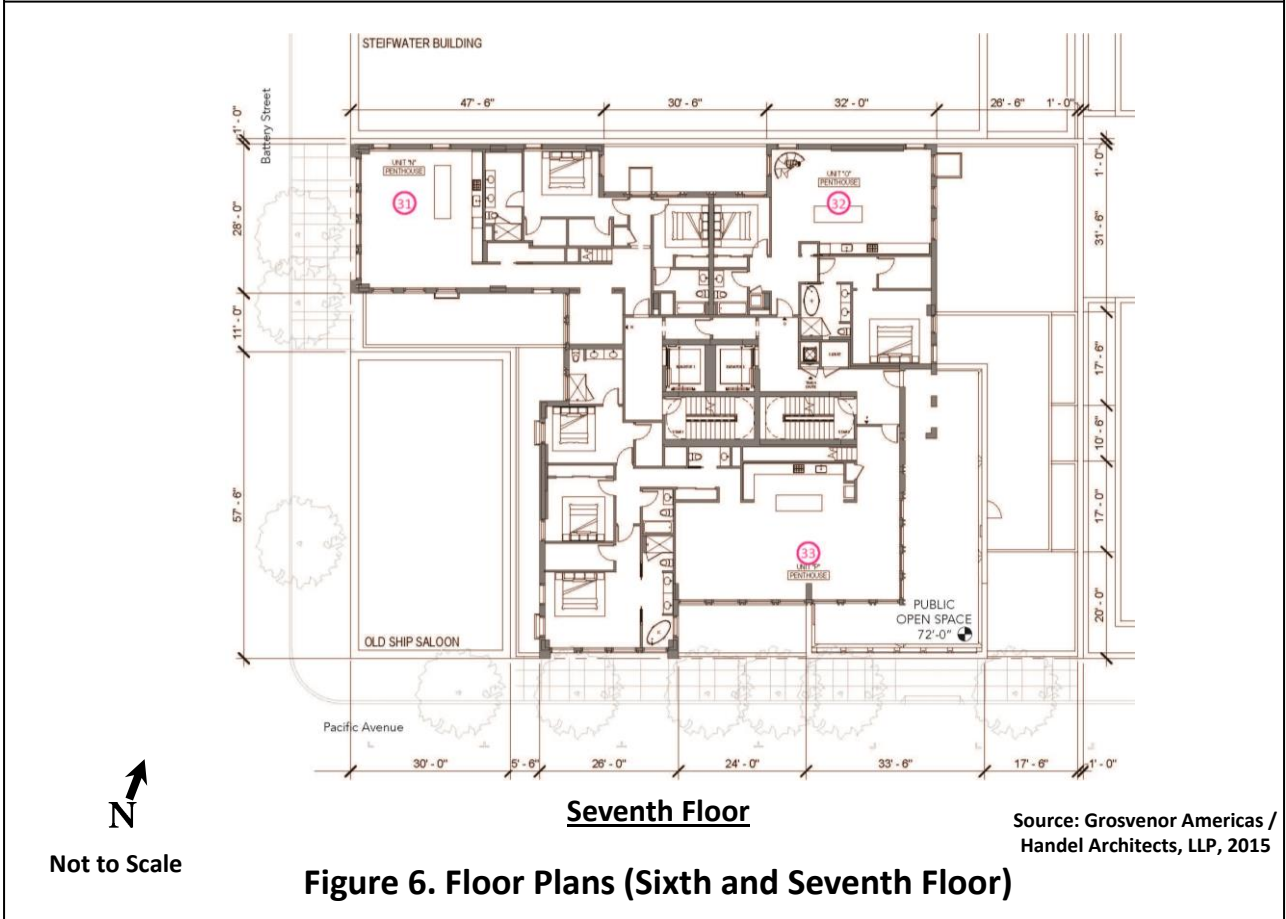 STEIFWATER BUILDING
Battery Street
47' - 6"
30' - 6"
32' - 0"
26' - 6"
1' - 0"
1' - 0"
28' - 0"
11' - 0"
57' - 6"
UNIT "N"
PENTHOUSE
31
UNIT "O"
PENTHOUSE
32
1' - 0"
31' - 6"
17' - 6"
10' - 6"
17' - 0"
20' - 0"
33
PENTHOUSE
PUBLIC
OPEN SPACE
72'-0"
OLD SHIP SALOON
Pacific Avenue
30' - 0"
5' - 6"
26' - 0"
24' - 0"
33' - 6"
17' - 6"
1' - 0"
N
Not to Scale
Seventh Floor
Source: Grosvenor Americas /
Handel Architects, LLP, 2015
Figure 6. Floor Plans (Sixth and Seventh Floor)